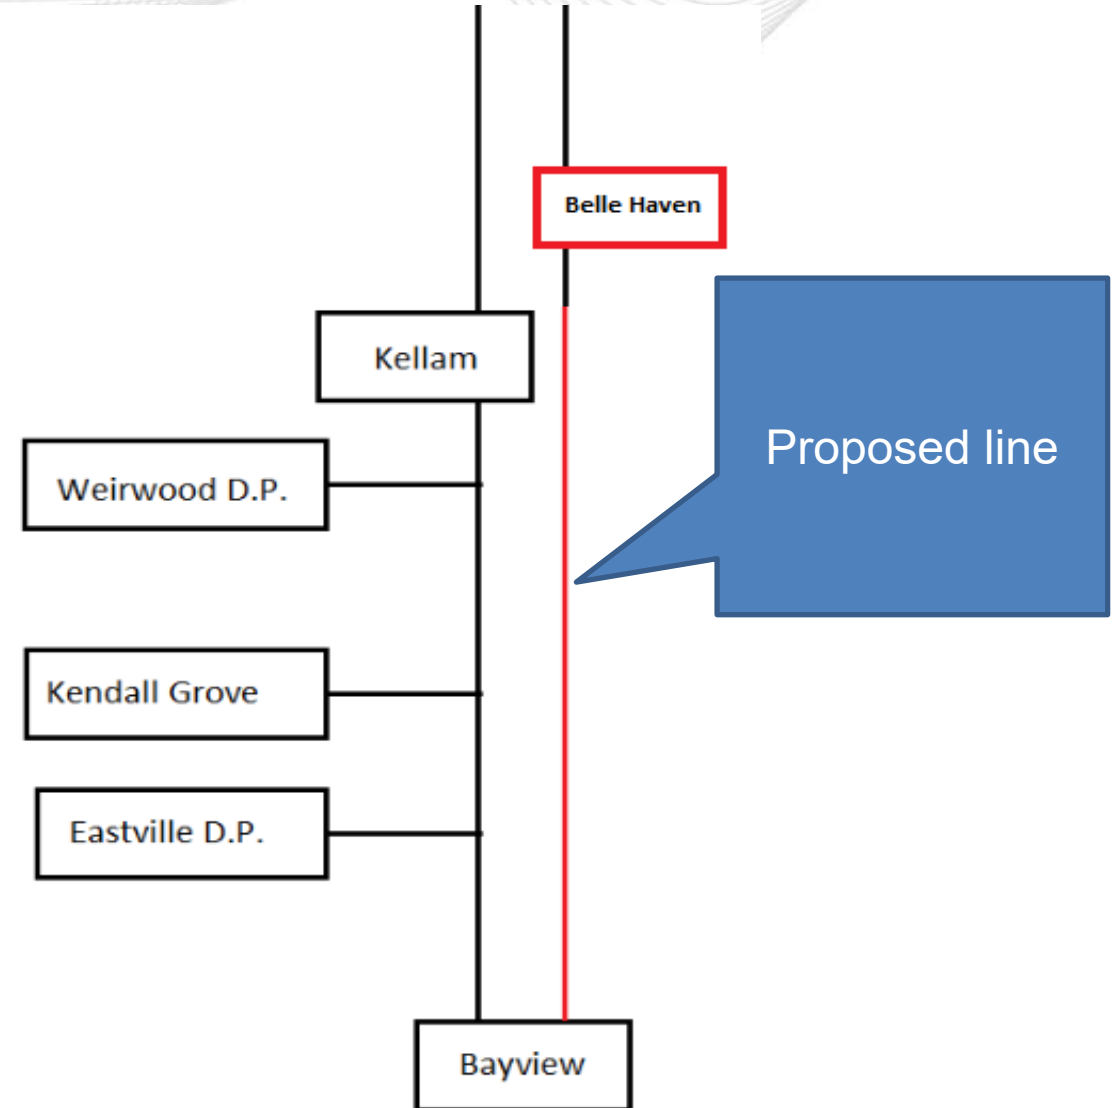 Belle Haven
Kellam
Proposed line
Weirwood D.P.
Kendall Grove
Eastville D.P.
Bayview